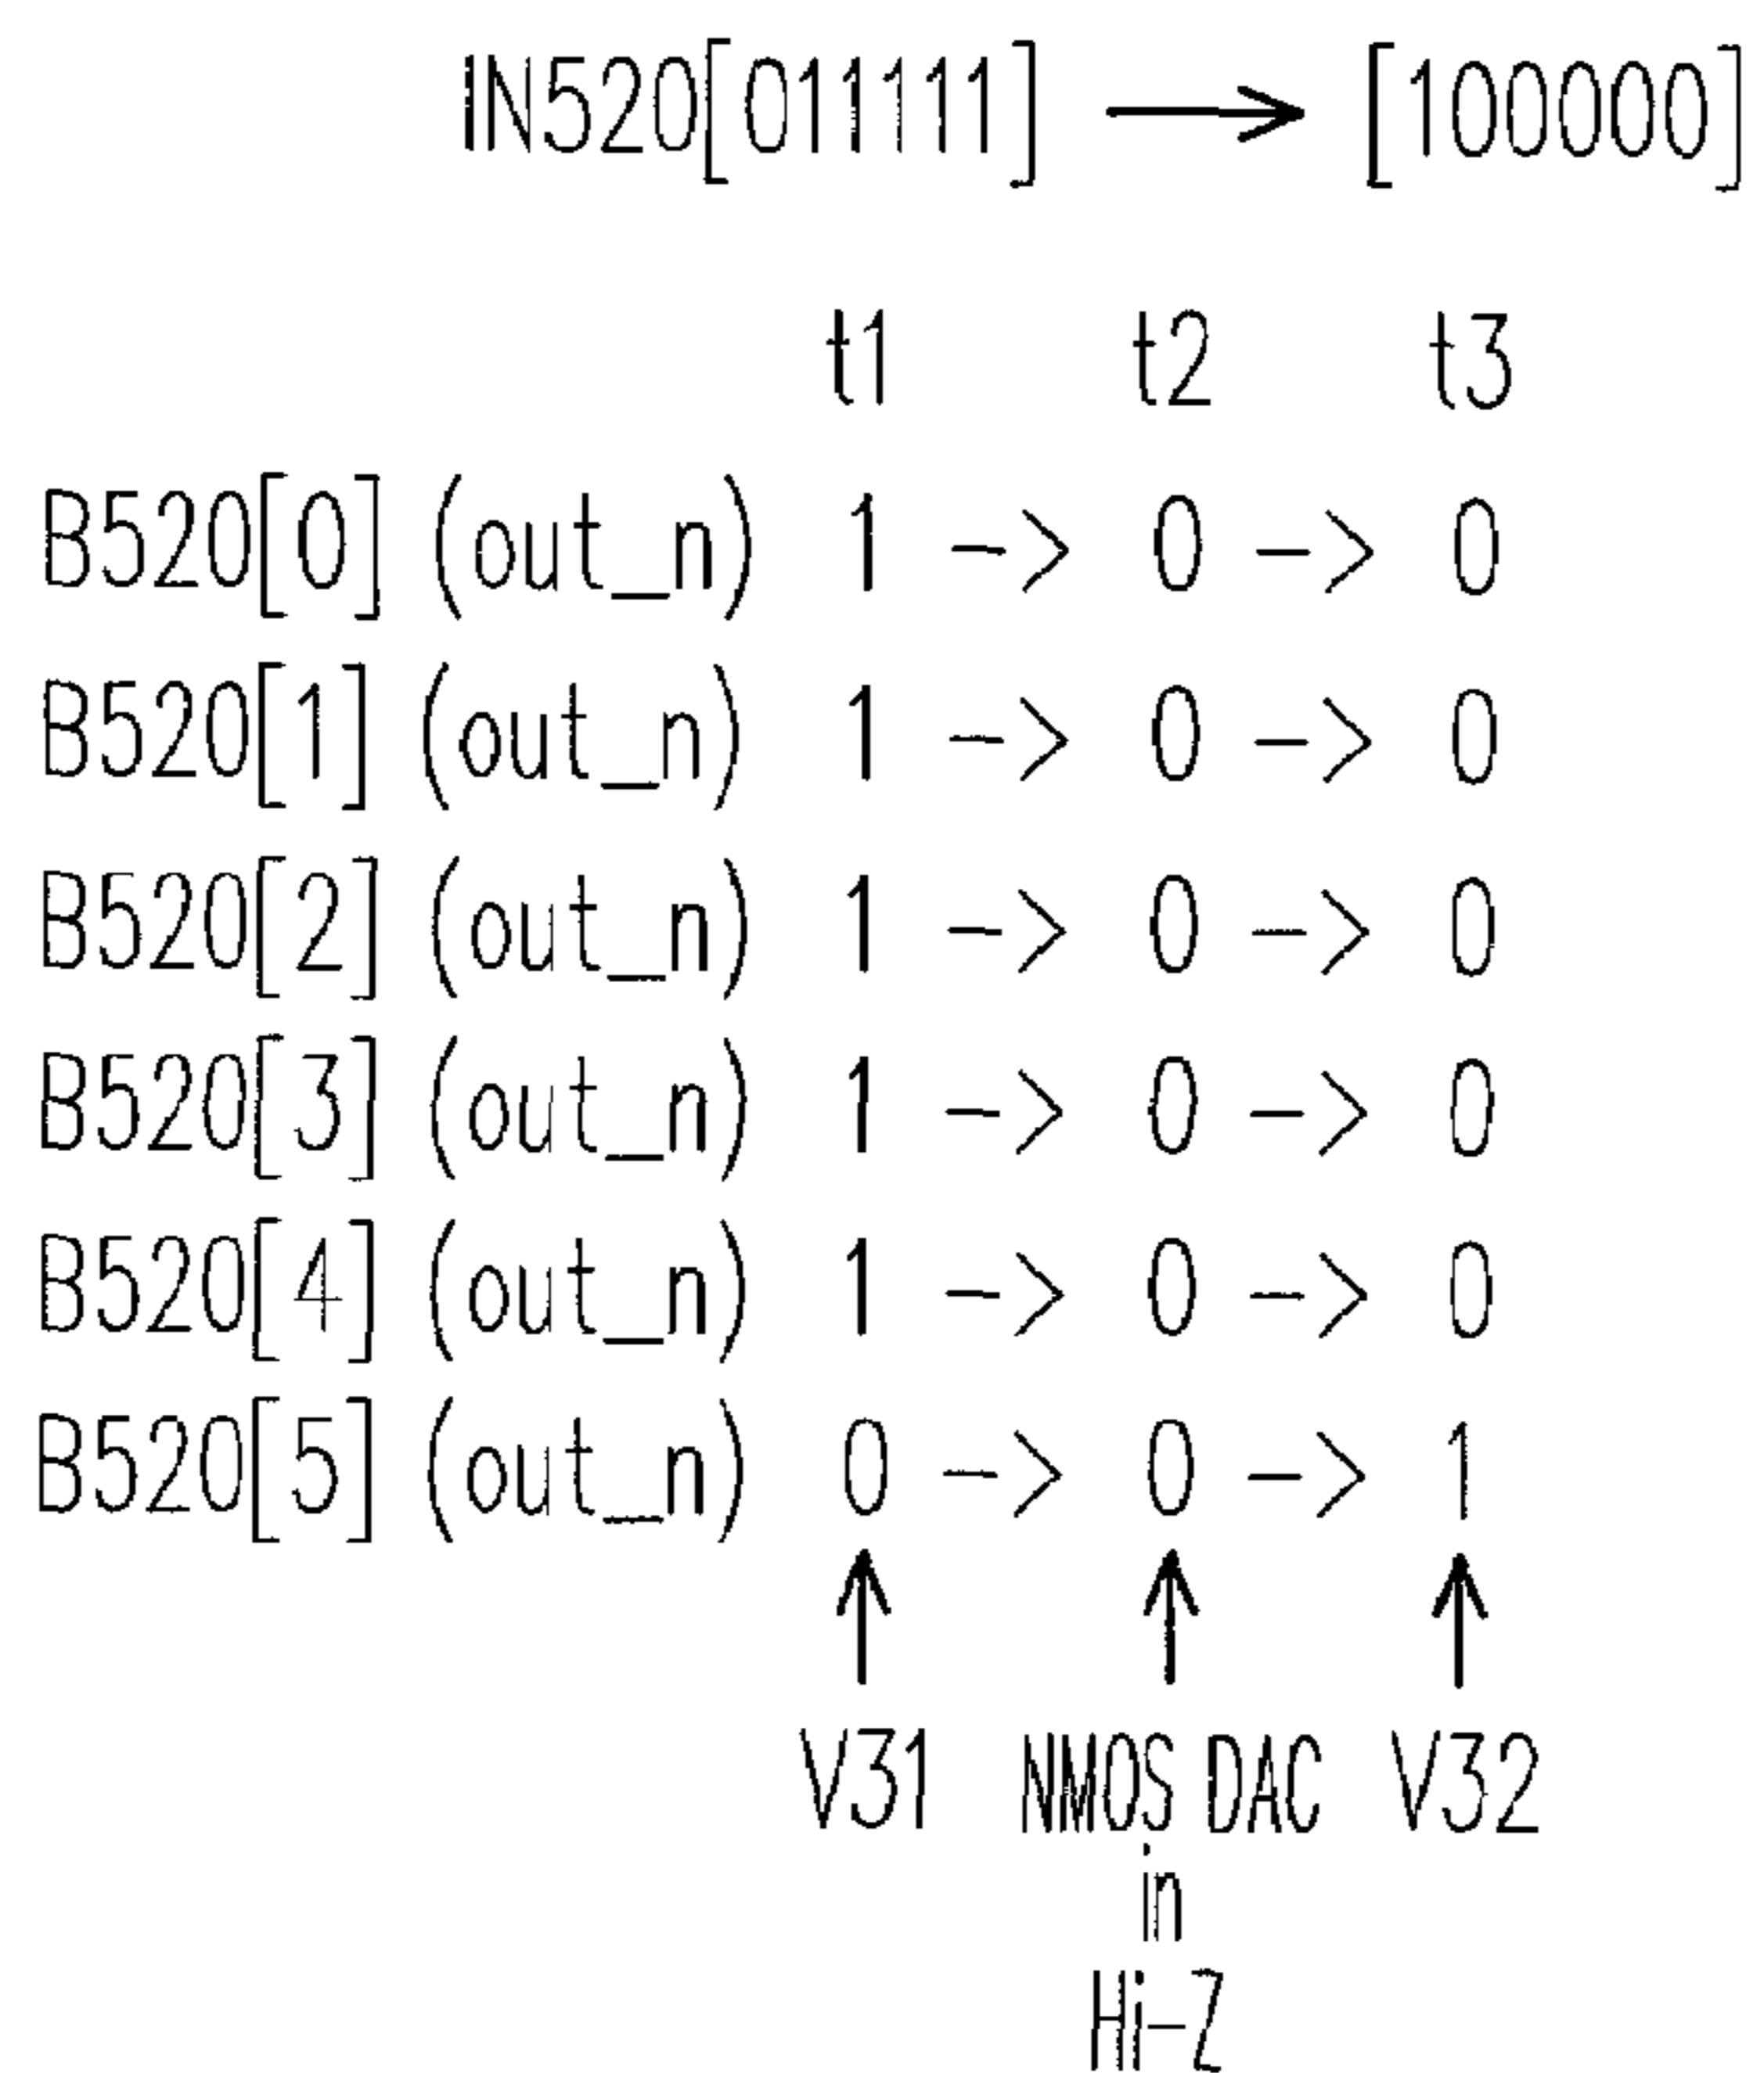 IN520[011111] → [100000]
t1 t2 t3
B520[0] (out_n) 1 -> 0 -> 0
B520[1] (out_n) 1 -> 0 -> 0
B520[2] (out_n) 1 -> 0 -> 0
B520[3] (out_n) 1 -> 0 -> 0
B520[4] (out_n) 1 -> 0 -> 0
B520[5] (out_n) 0 -> 0 -> 1
V31 NMOS DAC V32
in
Hi-Z